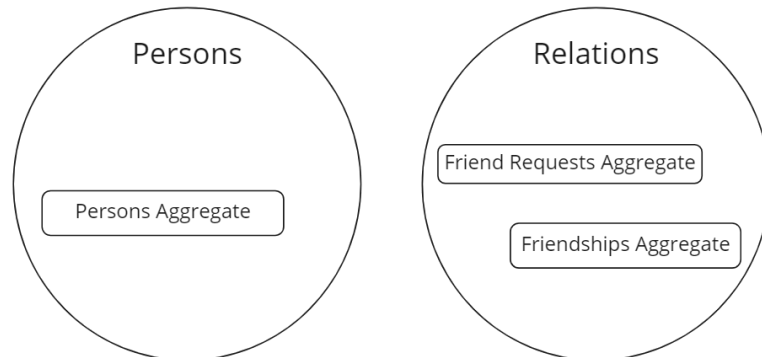 Persons
Relations
Friend Requests Aggregate
Persons Aggregate
Friendships Aggregate